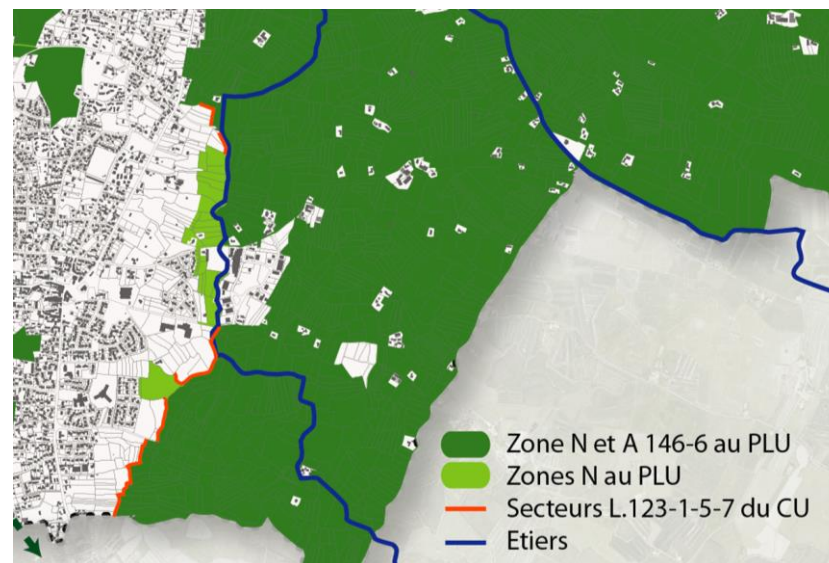 Zone N et A 146-6 au PLU
Zones N au PLU
Secteurs L.123-1-5-7 du CU
Etiers